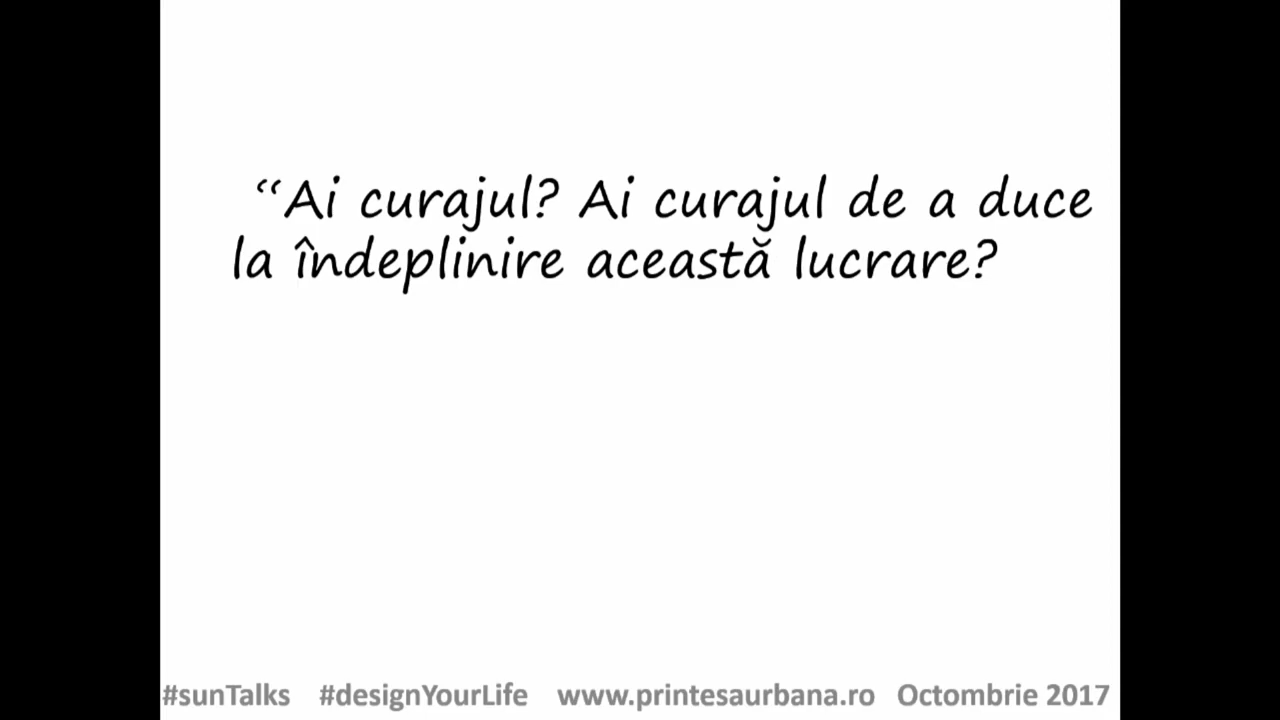 “Ai curajul? Ai curajul de a duce
la îndeplinire această lucrare?
#sunTalks #designYourLife www.printesaurbana.ro Octombrie 2017